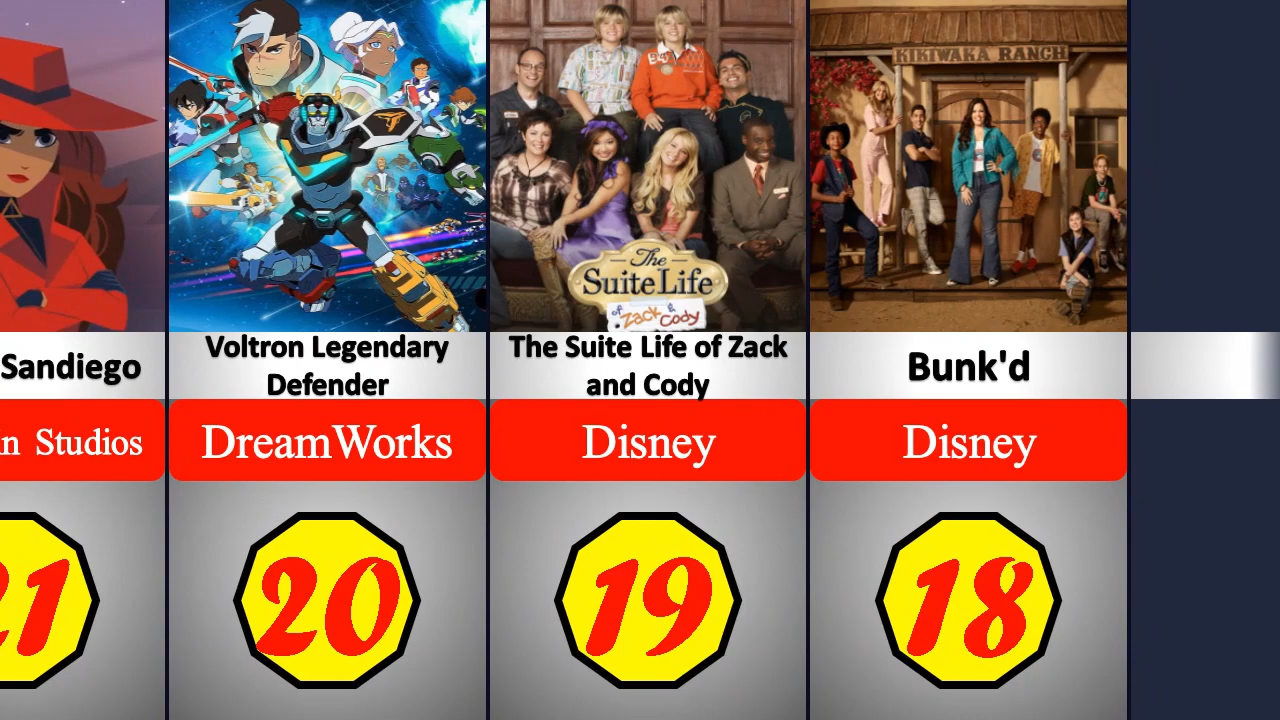 Sandiego
n Studios
21
Voltron Legendary
Defender
DreamWorks
20
The
Suite Life
of Zack & Cody
The Suite Life of Zack
and Cody
Disney
19
KIKIWAKA RANCH
Bunk'd
Disney
18